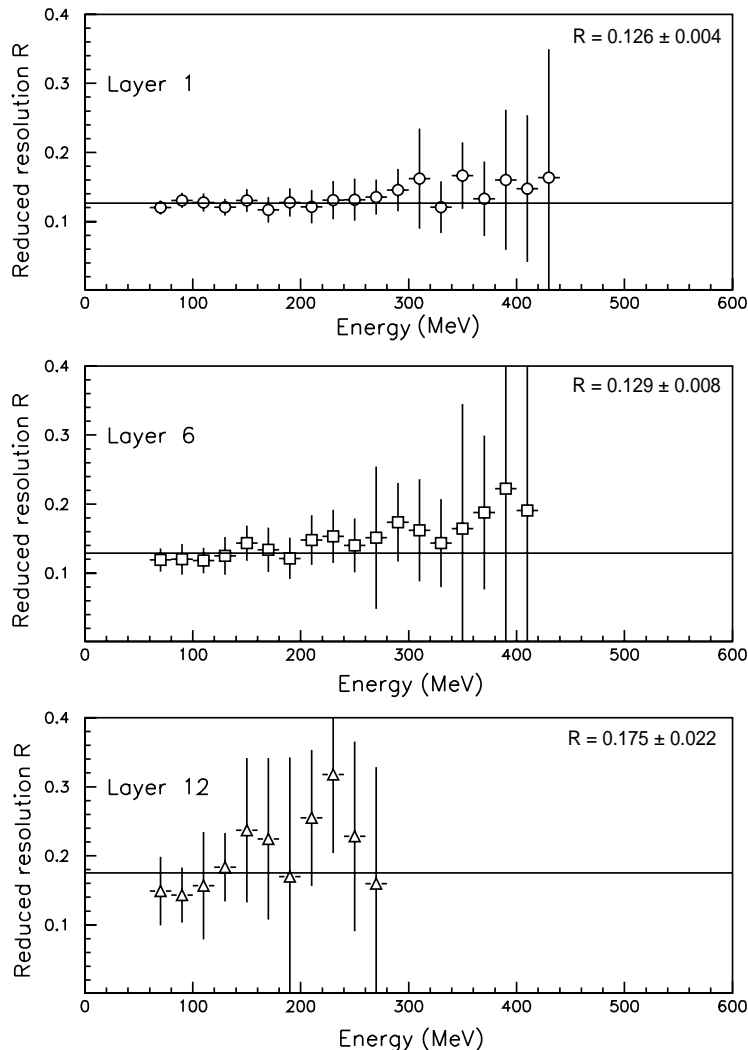 Reduced resolution R
0.4
0.3
0.2
0.1
Layer 1
R = 0.126 ± 0.004
0 100 200 300 400 500 600
Energy (MeV)
Reduced resolution R
0.4
0.3
0.2
0.1
Layer 6
R = 0.129 ± 0.008
0 100 200 300 400 500 600
Energy (MeV)
Reduced resolution R
0.4
0.3
0.2
0.1
Layer 12
R = 0.175 ± 0.022
0 100 200 300 400 500 600
Energy (MeV)